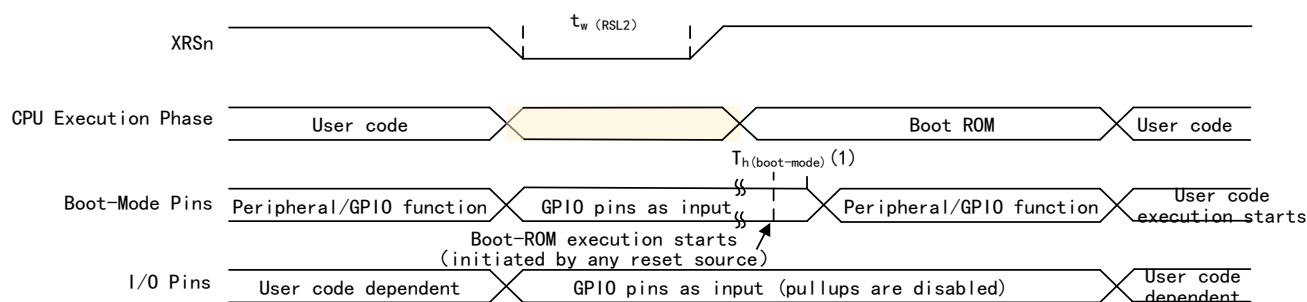 tw (RSL2)
XRSn
CPU Execution Phase
User code
Boot ROM
User code
Th(boot-mode) (1)
Boot-Mode Pins
Peripheral/GPIO function
GPIO pins as input
Peripheral/GPIO function
User code
execution starts
Boot-ROM execution starts
(initiated by any reset source)
I/O Pins
User code dependent
GPIO pins as input (pullups are disabled)
User code
dependent